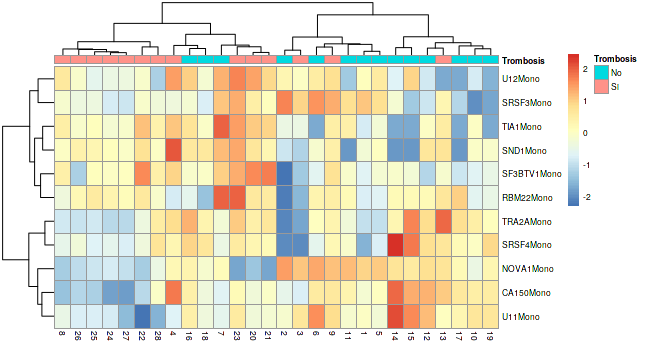 Trombosis
U12Mono
SRSF3Mono
TIA1Mono
SND1Mono
SF3BTV1Mono
RBM22Mono
TRA2AMono
SRSF4Mono
NOVA1Mono
CA150Mono
U11Mono
8 26 25 24 27 22 28 4 16 18 7 23 20 21 2 3 6 9 11 1 5 14 15 12 13 17 10 19
2
1
0
-1
-2
Trombosis
No
SI